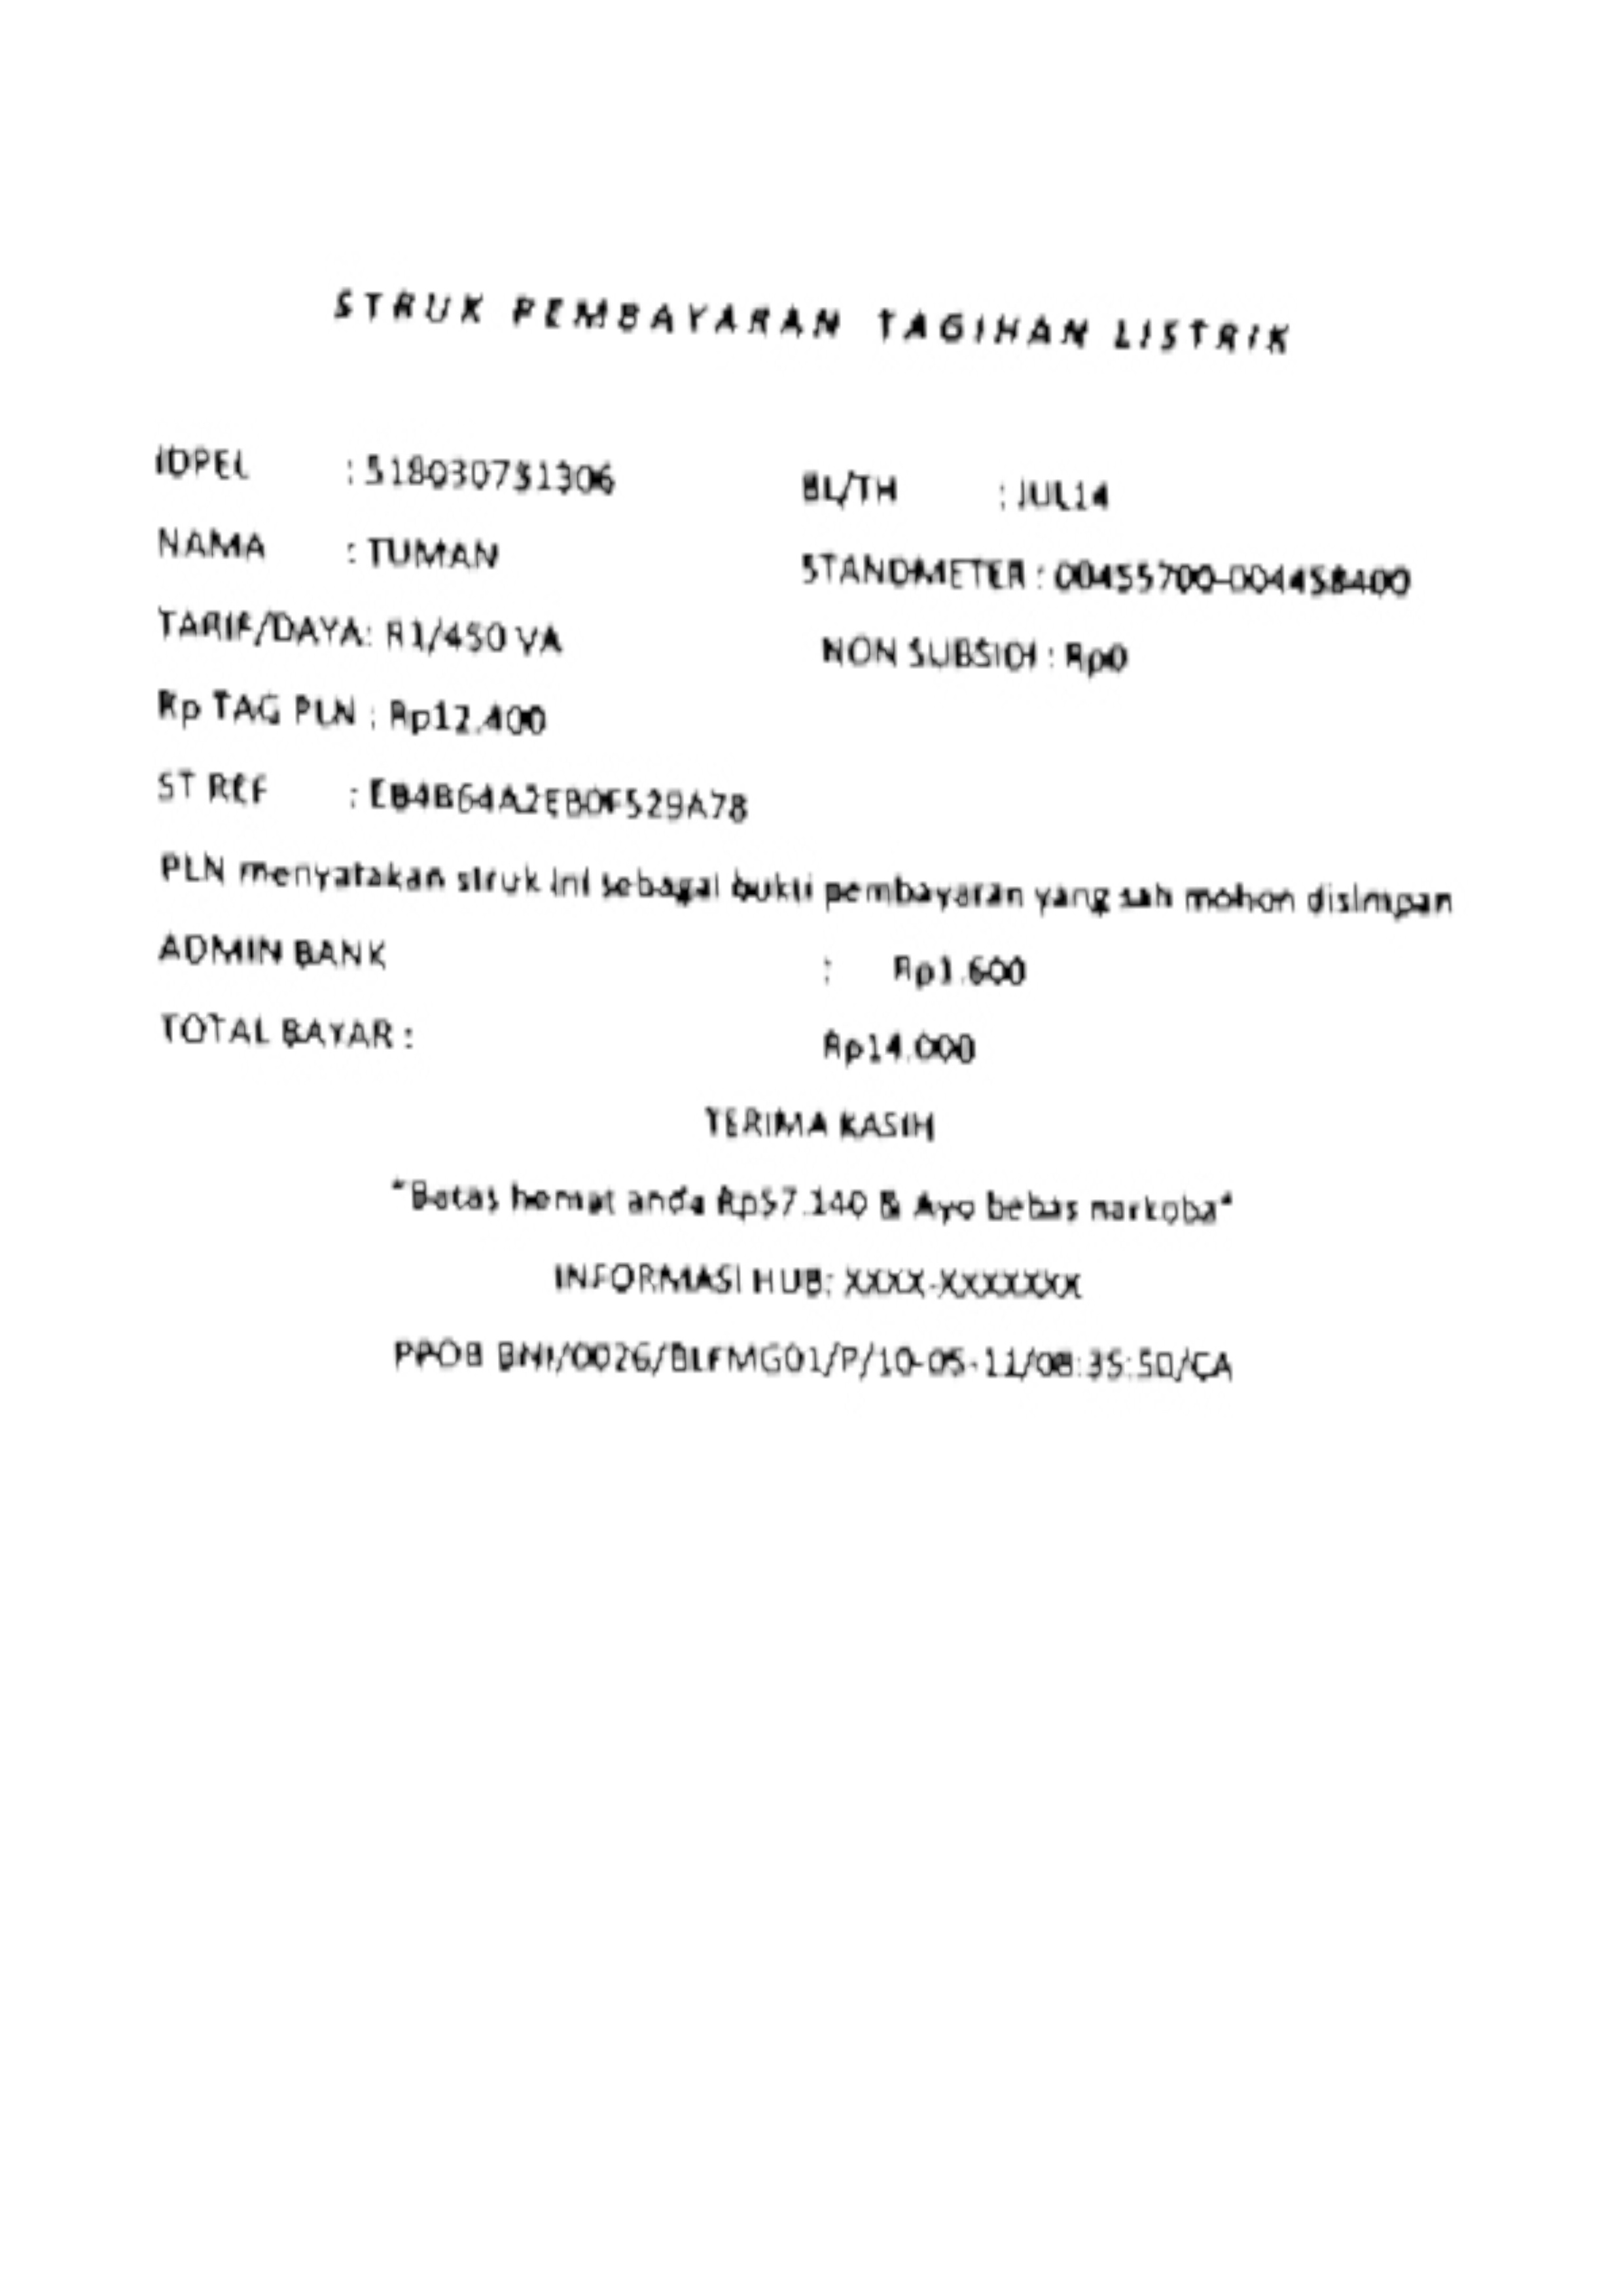 STRUK PEMBAYARAN TAGIHAN LISTRIK
IDPEL : 518030751306 BL/TH : JUL14
NAMA : TUMAN STANDMETER : 00455700-004458400
TARIF/DAYA: R1/450 VA NON SUBSIDI : Rp0
Rp TAG PLN : Rp12.400
ST REF : EB4B64A2EB0F529A78
PLN menyatakan struk ini sebagai bukti pembayaran yang sah mohon disimpan
ADMIN BANK : Rp1.600
TOTAL BAYAR : Rp14.000
TERIMA KASIH
"Batas hemat anda Rp57.140 & Ayo bebas narkoba"
INFORMASI HUB: XXXX-XXXXXXX
PPOB BNI/0026/BLFMG01/P/10-05-11/08:35:50/CA